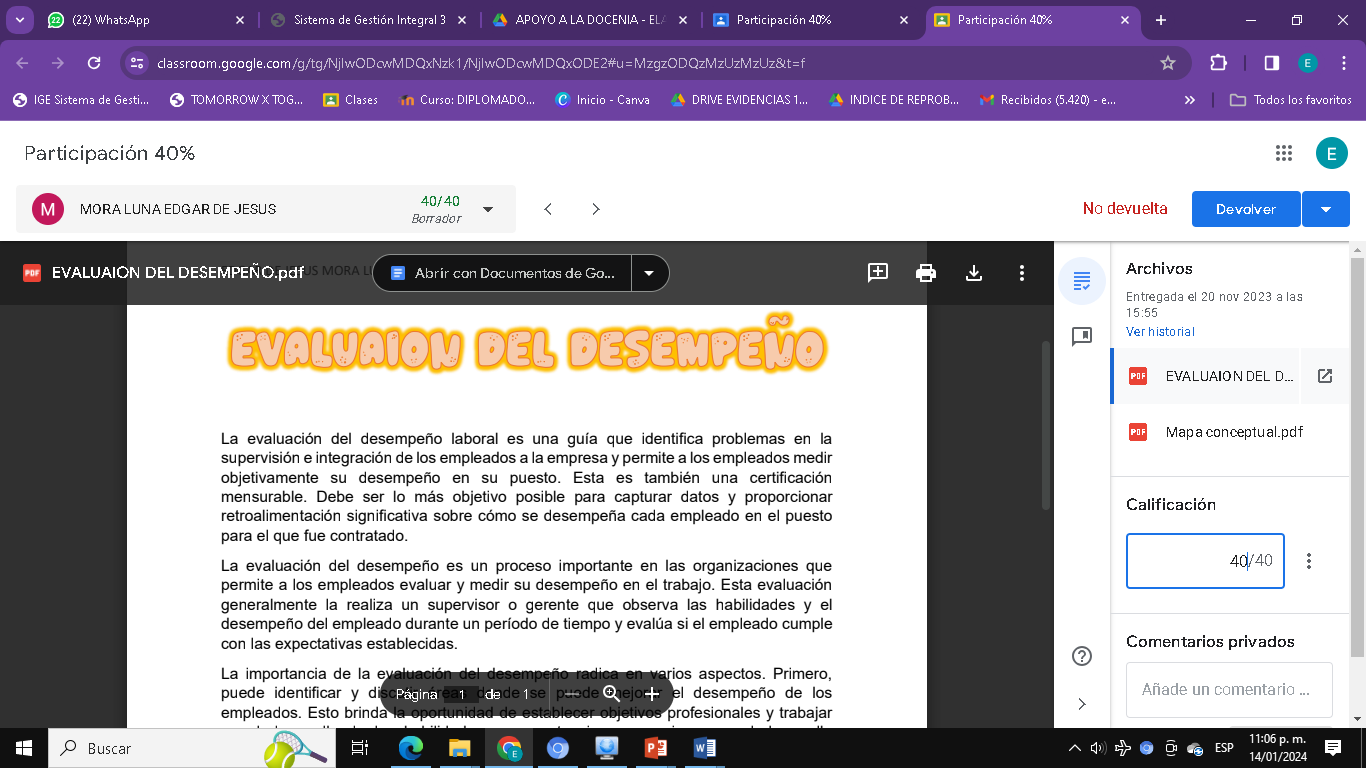 (22) WhatsApp
Sistema de Gestión Integral 3
APOYO A LA DOCENIA - ELA
Participación 40%
Participación 40%
classroom.google.com/g/tg/NjIwODcwMDQxNzk1/NjIwODcwMDQxODE2#u=MzgzODQzMzUzMzUz&t=f
E
IGE Sistema de Gesti...
TOMORROW X TOG...
Clases
Curso: DIPLOMADO...
Inicio - Canva
DRIVE EVIDENCIAS 1...
INDICE DE REPROB...
Recibidos (5.420) - e...
Todos los favoritos
Participación 40%
E
M
MORA LUNA EDGAR DE JESUS
40/40
Borrador
No devuelta
Devolver
PDF
EVALUAION DEL DESEMPEÑO.pdf
Abrir con Documentos de Go...
EVALUAION DEL DESEMPEÑO
La evaluación del desempeño laboral es una guía que identifica problemas en la
supervisión e integración de los empleados a la empresa y permite a los empleados medir
objetivamente su desempeño en su puesto. Esta es también una certificación
mensurable. Debe ser lo más objetivo posible para capturar datos y proporcionar
retroalimentación significativa sobre cómo se desempeña cada empleado en el puesto
para el que fue contratado.
La evaluación del desempeño es un proceso importante en las organizaciones que
permite a los empleados evaluar y medir su desempeño en el trabajo. Esta evaluación
generalmente la realiza un supervisor o gerente que observa las habilidades y el
desempeño del empleado durante un período de tiempo y evalúa si el empleado cumple
con las expectativas establecidas.
La importancia de la evaluación del desempeño radica en varios aspectos. Primero,
puede identificar y el desempeño de los
empleados. Esto brinda la oportunidad de establecer objetivos profesionales y trabajar
Página 1 de 1
Archivos
Entregada el 20 nov 2023 a las
15:55
Ver historial
PDF
EVALUAION DEL D...
PDF
Mapa conceptual.pdf
Calificación
40/40
Comentarios privados
Añade un comentario ...
Buscar
ESP
11:06 p. m.
14/01/2024